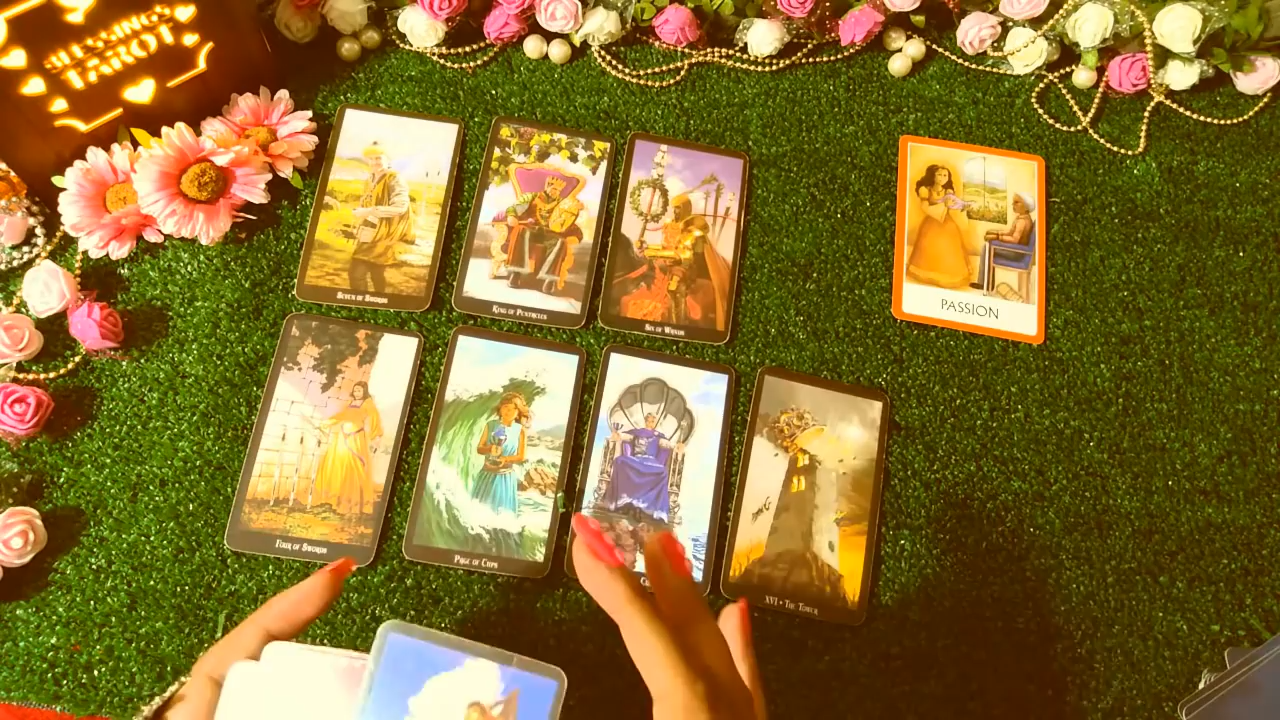 BLESSINGS
TAROT
SEVEN OF SWORDS
KING OF PENTACLES
SIX OF WANDS
PASSION
FOUR OF SWORDS
PAGE OF CUPS
XVI • THE TOWER